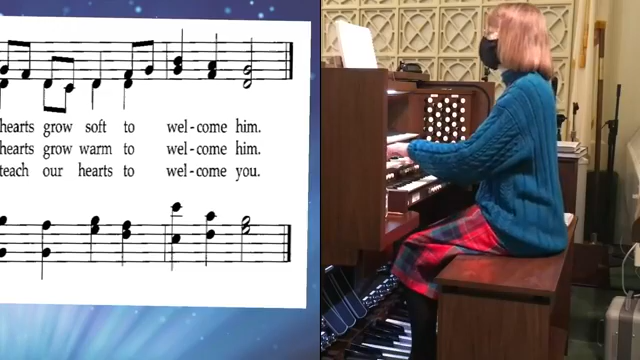 hearts grow soft to wel-come him.
hearts grow warm to wel-come him.
teach our hearts to wel-come you.